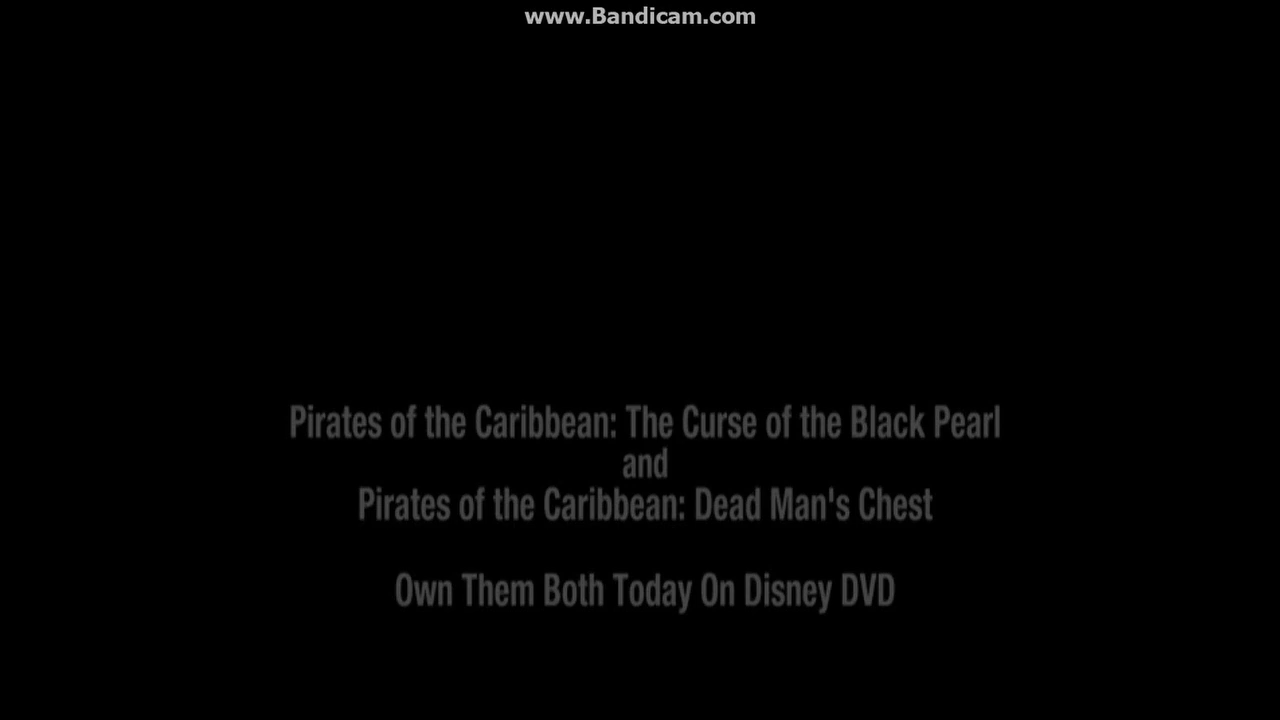 www.Bandicam.com
Pirates of the Caribbean: The Curse of the Black Pearl
and
Pirates of the Caribbean: Dead Man's Chest
Own Them Both Today On Disney DVD